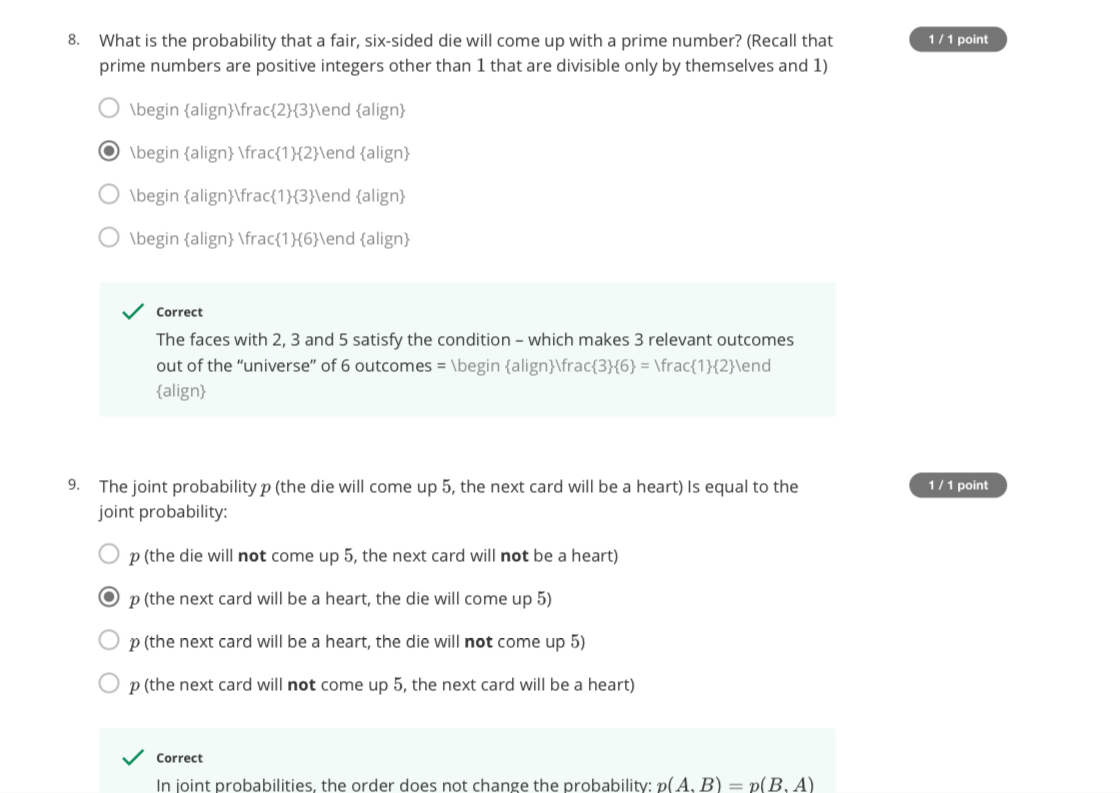 8. What is the probability that a fair, six-sided die will come up with a prime number? (Recall that
1 / 1 point
prime numbers are positive integers other than 1 that are divisible only by themselves and 1)
\begin {align}\frac{2}{3}\end {align}
\begin {align} \frac{1}{2}\end {align}
\begin {align}\frac{1}{3}\end {align}
\begin {align} \frac{1}{6}\end {align}
Correct
The faces with 2, 3 and 5 satisfy the condition – which makes 3 relevant outcomes
out of the “universe” of 6 outcomes = \begin {align}\frac{3}{6} = \frac{1}{2}\end
{align}
9. The joint probability p (the die will come up 5, the next card will be a heart) Is equal to the
1 / 1 point
joint probability:
p (the die will not come up 5, the next card will not be a heart)
p (the next card will be a heart, the die will come up 5)
p (the next card will be a heart, the die will not come up 5)
p (the next card will not come up 5, the next card will be a heart)
Correct
In joint probabilities, the order does not change the probability: p(A, B) = p(B, A)